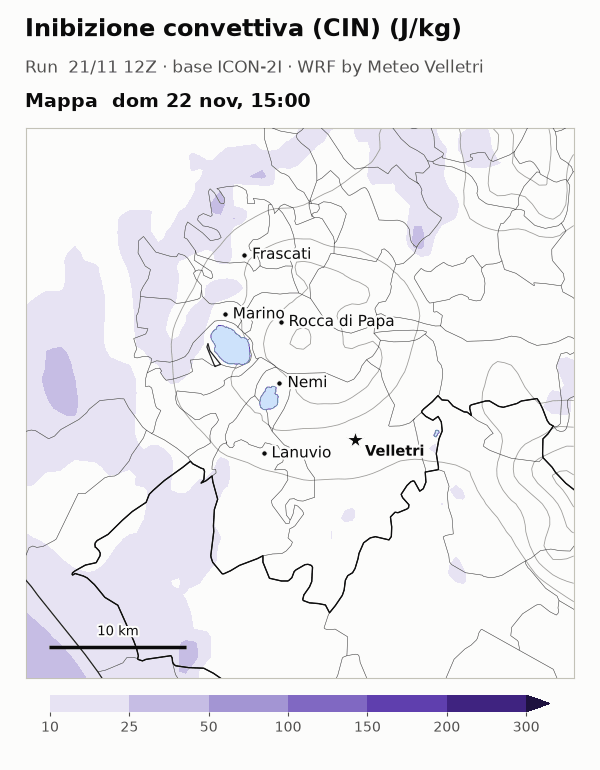 Inibizione convettiva (CIN) (J/kg)
Run 21/11 12Z · base ICON-2I · WRF by Meteo Velletri
Mappa dom 22 nov, 15:00
Frascati
Marino
Rocca di Papa
Nemi
Velletri
Lanuvio
10 km
10 25 50 100 150 200 300